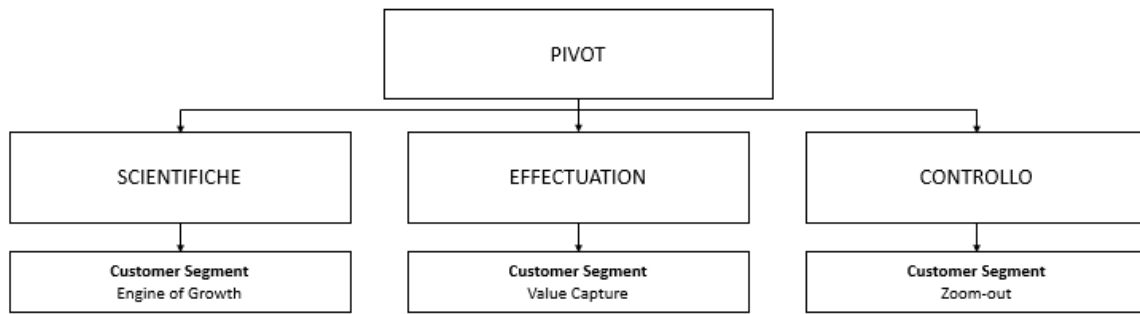 PIVOT
SCIENTIFICHE
EFFECTUATION
CONTROLLO
Customer Segment
Engine of Growth
Customer Segment
Value Capture
Customer Segment
Zoom-out